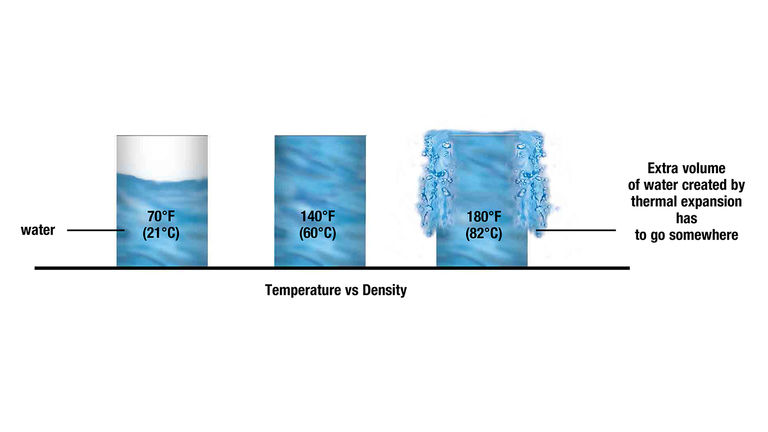 water
70°F
(21°C)
140°F
(60°C)
180°F
(82°C)
Extra volume
of water created by
thermal expansion
has
to go somewhere
Temperature vs Density